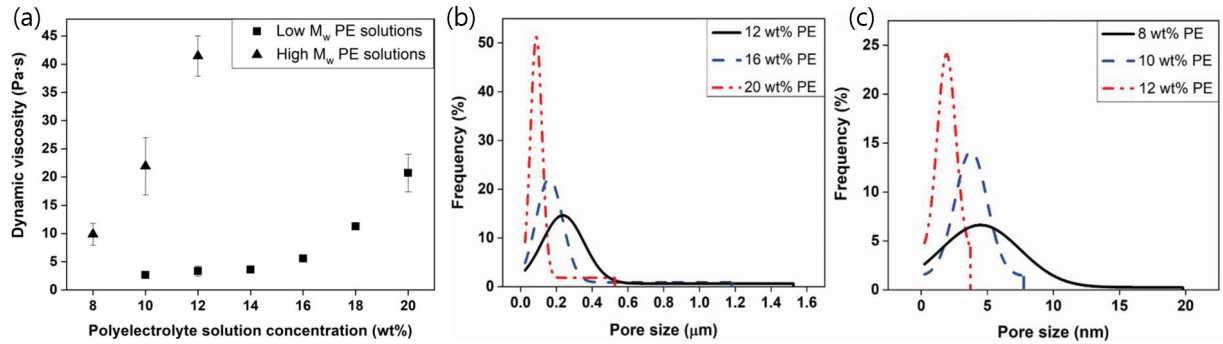 (a)
Dynamic viscosity (Pa·s)
45
40
35
30
25
20
15
10
5
0
Low Mw PE solutions
High Mw PE solutions
8 10 12 14 16 18 20
Polyelectrolyte solution concentration (wt%)
(b)
Frequency (%)
50
40
30
20
10
0
12 wt% PE
16 wt% PE
20 wt% PE
0.0 0.2 0.4 0.6 0.8 1.0 1.2 1.4 1.6
Pore size (μm)
(c)
Frequency (%)
25
20
15
10
5
0
8 wt% PE
10 wt% PE
12 wt% PE
0 5 10 15 20
Pore size (nm)